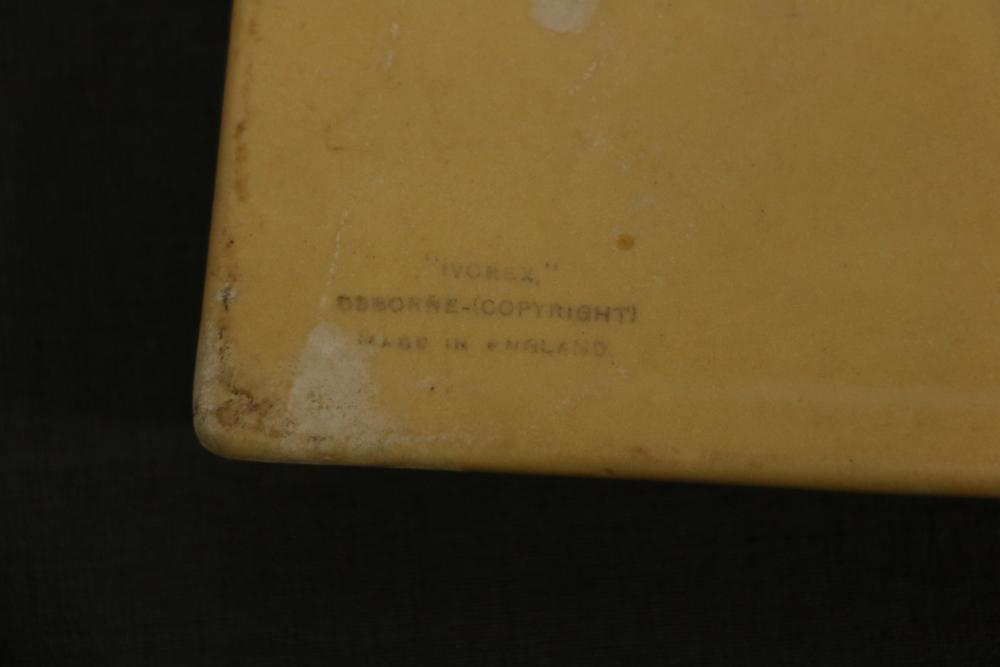 "IVOREX,"
OSBORNE-(COPYRIGHT)
MADE IN ENGLAND.